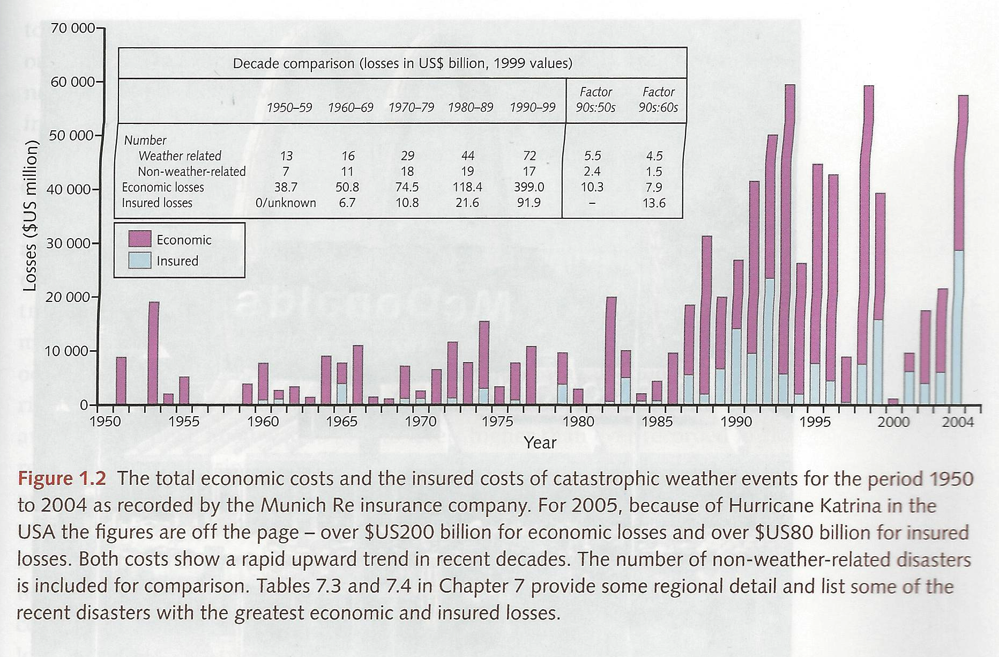 70 000
60 000
50 000
40 000
30 000
20 000
10 000
0
Losses ($US million)
Decade comparison (losses in US$ billion, 1999 values)
Factor Factor
1950–59 1960–69 1970–79 1980–89 1990–99 90s:50s 90s:60s
Number
Weather related 13 16 29 44 72 5.5 4.5
Non-weather-related 7 11 18 19 17 2.4 1.5
Economic losses 38.7 50.8 74.5 118.4 399.0 10.3 7.9
Insured losses 0/unknown 6.7 10.8 21.6 91.9 – 13.6
Economic
Insured
1950 1955 1960 1965 1970 1975 1980 1985 1990 1995 2000 2004
Year
Figure 1.2 The total economic costs and the insured costs of catastrophic weather events for the period 1950
to 2004 as recorded by the Munich Re insurance company. For 2005, because of Hurricane Katrina in the
USA the figures are off the page – over $US200 billion for economic losses and over $US80 billion for insured
losses. Both costs show a rapid upward trend in recent decades. The number of non-weather-related disasters
is included for comparison. Tables 7.3 and 7.4 in Chapter 7 provide some regional detail and list some of the
recent disasters with the greatest economic and insured losses.